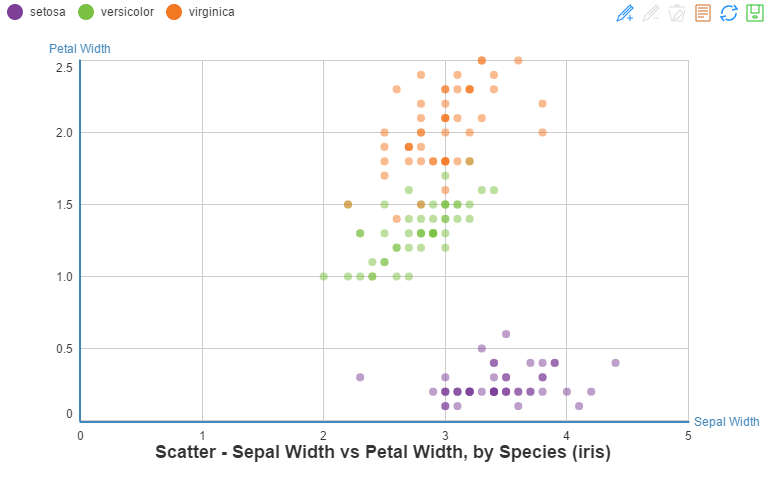 setosa versicolor virginica
Petal Width
2.5
2.0
1.5
1.0
0.5
0
0 1 2 3 4 5
Sepal Width
Scatter - Sepal Width vs Petal Width, by Species (iris)